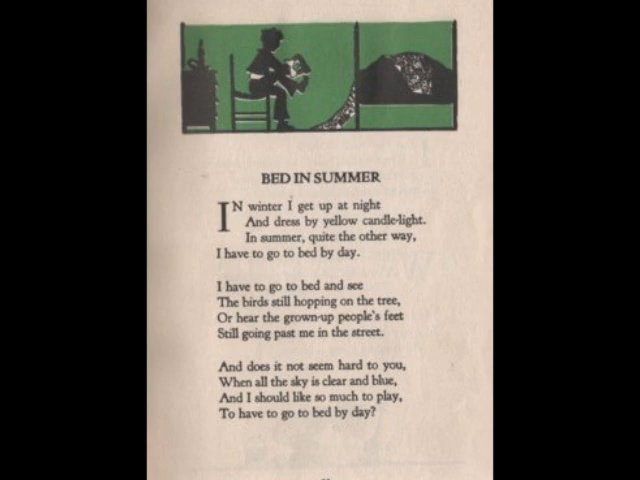 BED IN SUMMER
IN winter I get up at night
And dress by yellow candle-light.
In summer, quite the other way,
I have to go to bed by day.
I have to go to bed and see
The birds still hopping on the tree,
Or hear the grown-up people's feet
Still going past me in the street.
And does it not seem hard to you,
When all the sky is clear and blue,
And I should like so much to play,
To have to go to bed by day?